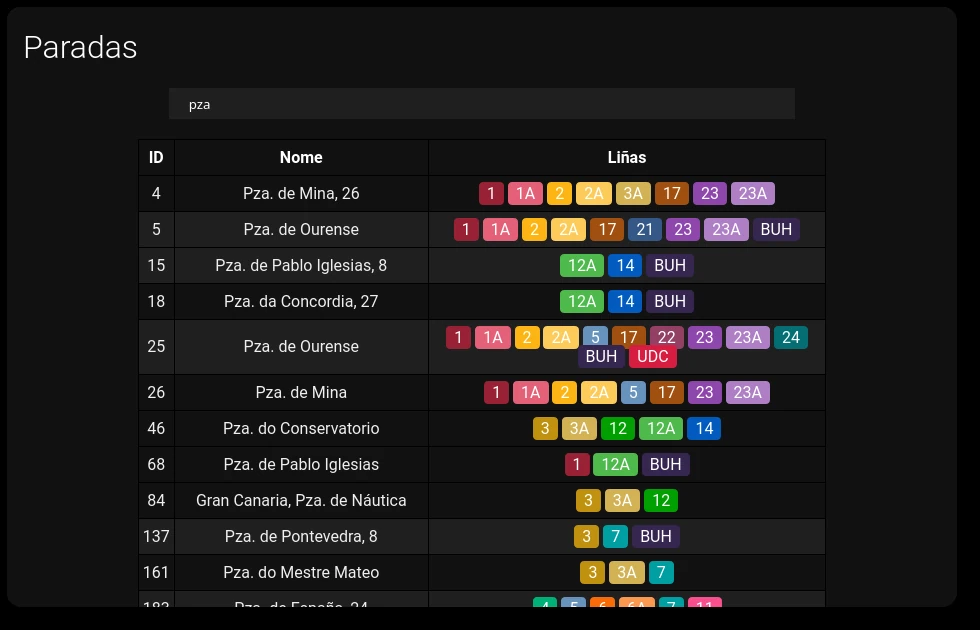 Paradas
pza
ID Nome Liñas
4 Pza. de Mina, 26 1 1A 2 2A 3A 17 23 23A
5 Pza. de Ourense 1 1A 2 2A 17 21 23 23A BUH
15 Pza. de Pablo Iglesias, 8 12A 14 BUH
18 Pza. da Concordia, 27 12A 14 BUH
25 Pza. de Ourense 1 1A 2 2A 5 17 22 23 23A 24
BUH UDC
26 Pza. de Mina 1 1A 2 2A 5 17 23 23A
46 Pza. do Conservatorio 3 3A 12 12A 14
68 Pza. de Pablo Iglesias 1 12A BUH
84 Gran Canaria, Pza. de Náutica 3 3A 12
137 Pza. de Pontevedra, 8 3 7 BUH
161 Pza. do Mestre Mateo 3 3A 7
183 Pza. de España, 24 4 5 6 6A 7 11